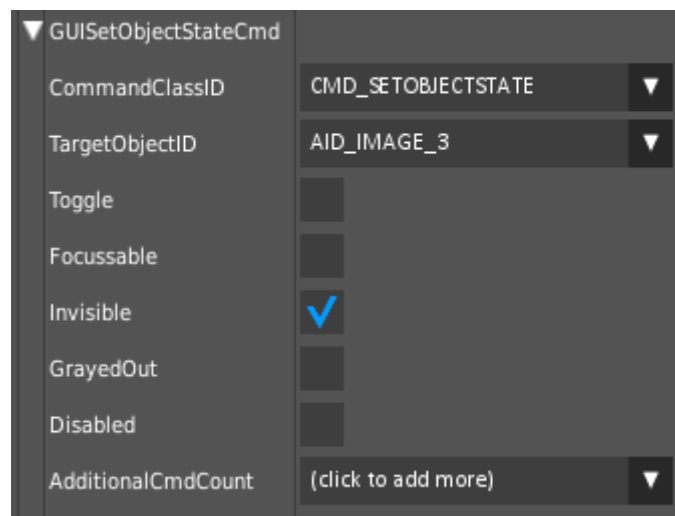 GUISetObjectStateCmd
CommandClassID CMD_SETOBJECTSTATE
TargetObjectID AID_IMAGE_3
Toggle
Focussable
Invisible
GrayedOut
Disabled
AdditionalCmdCount (click to add more)